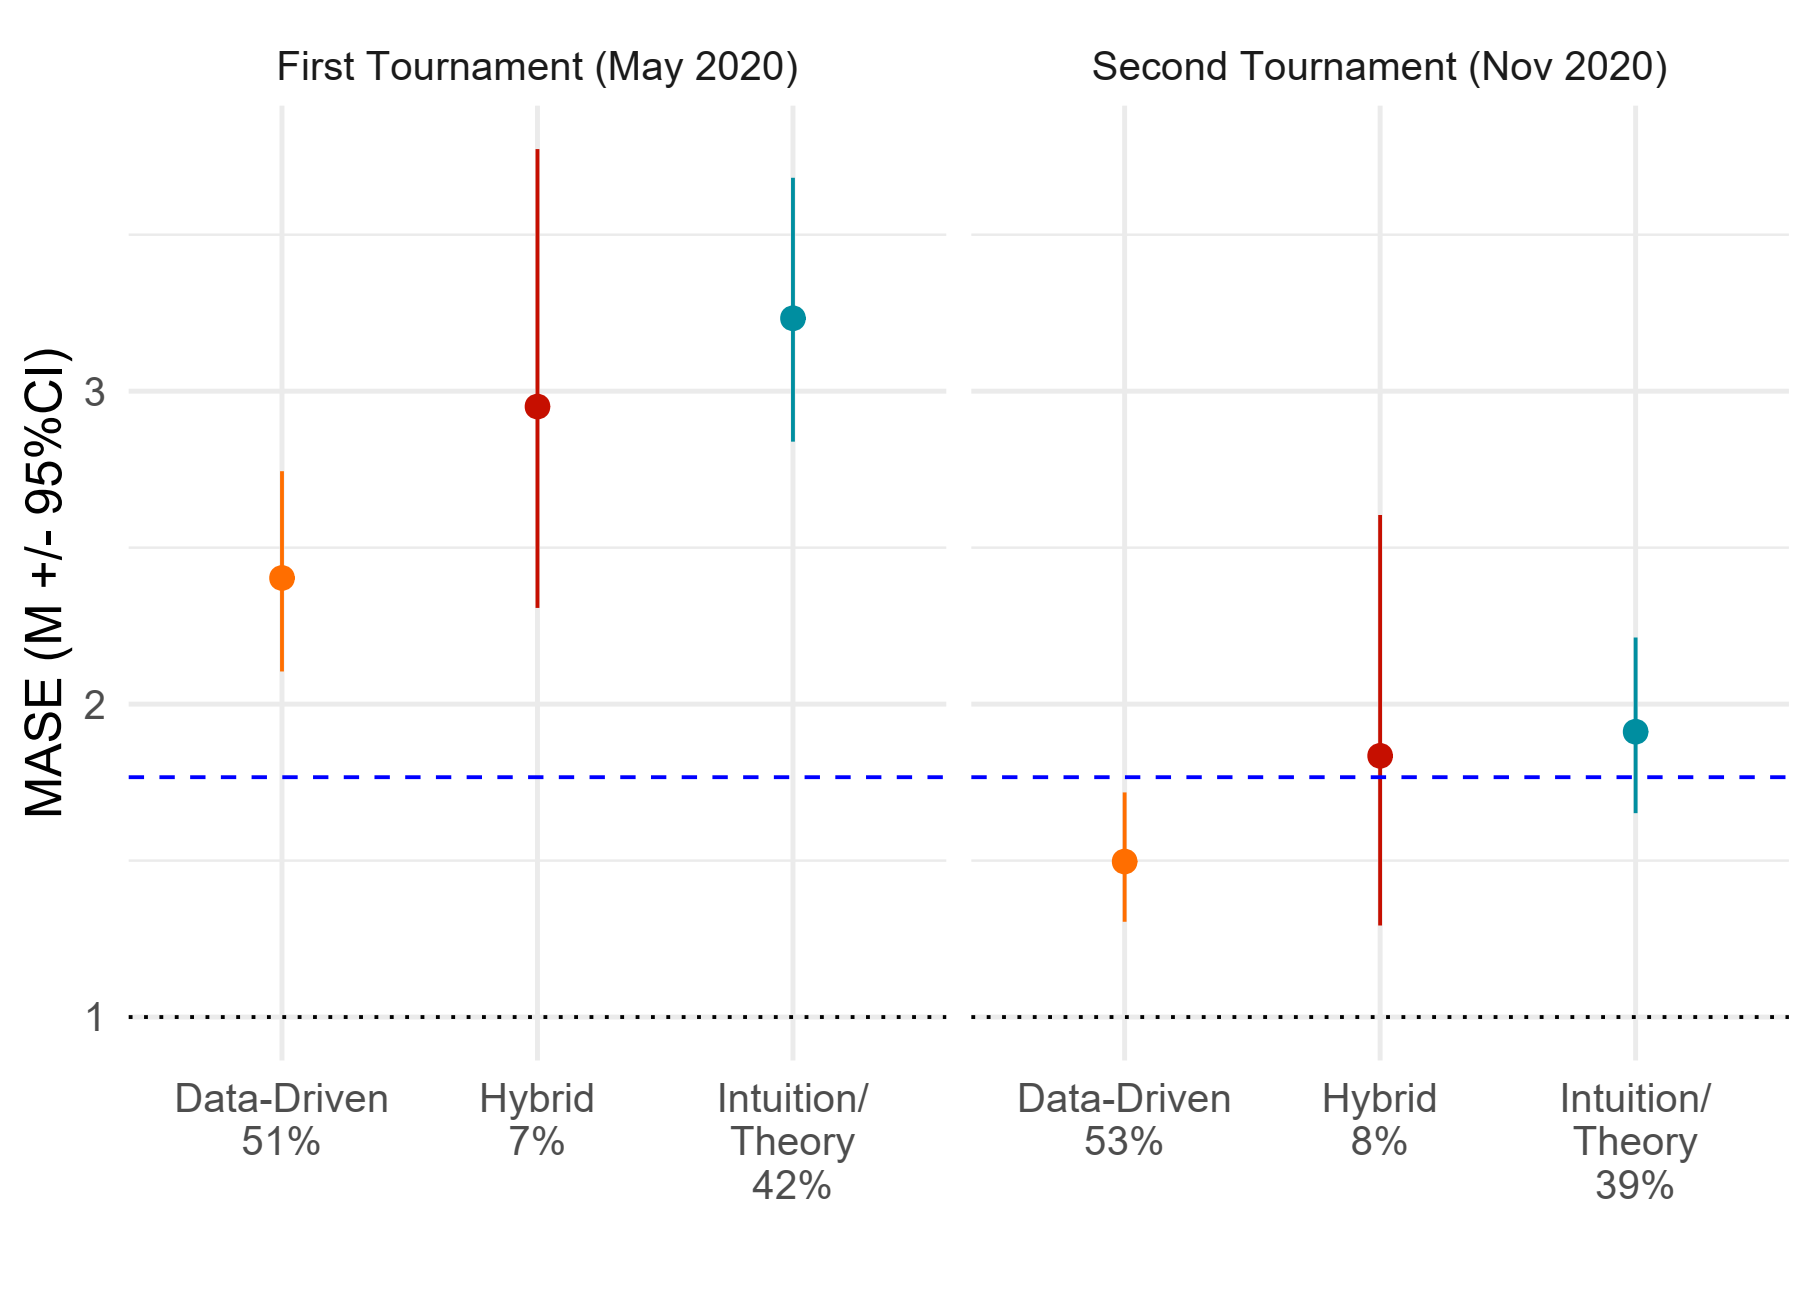 First Tournament (May 2020)
Second Tournament (Nov 2020)
MASE (M +/- 95%CI)
3
2
1
Data-Driven
51%
Hybrid
7%
Intuition/
Theory
42%
Data-Driven
53%
Hybrid
8%
Intuition/
Theory
39%